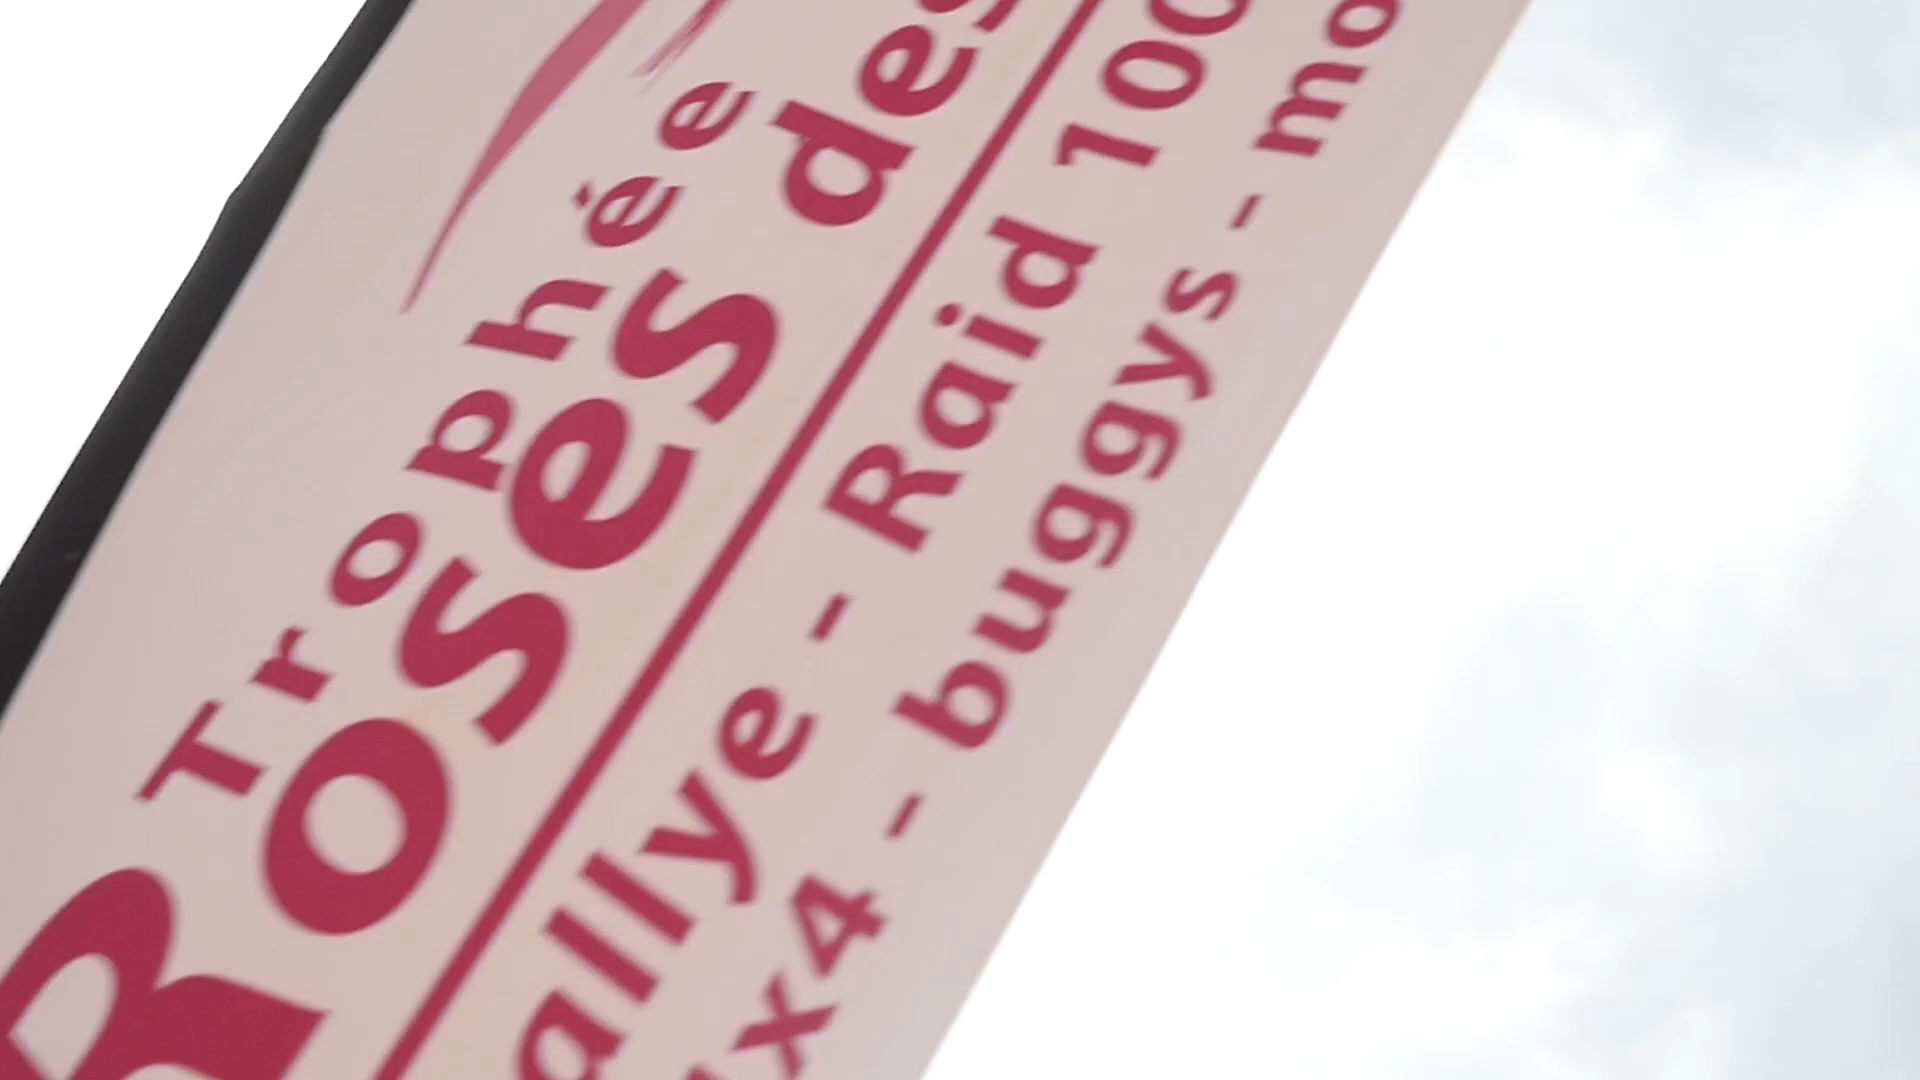 Trophée
Roses des
Rallye - Raid 100
4x4 - buggys - mo